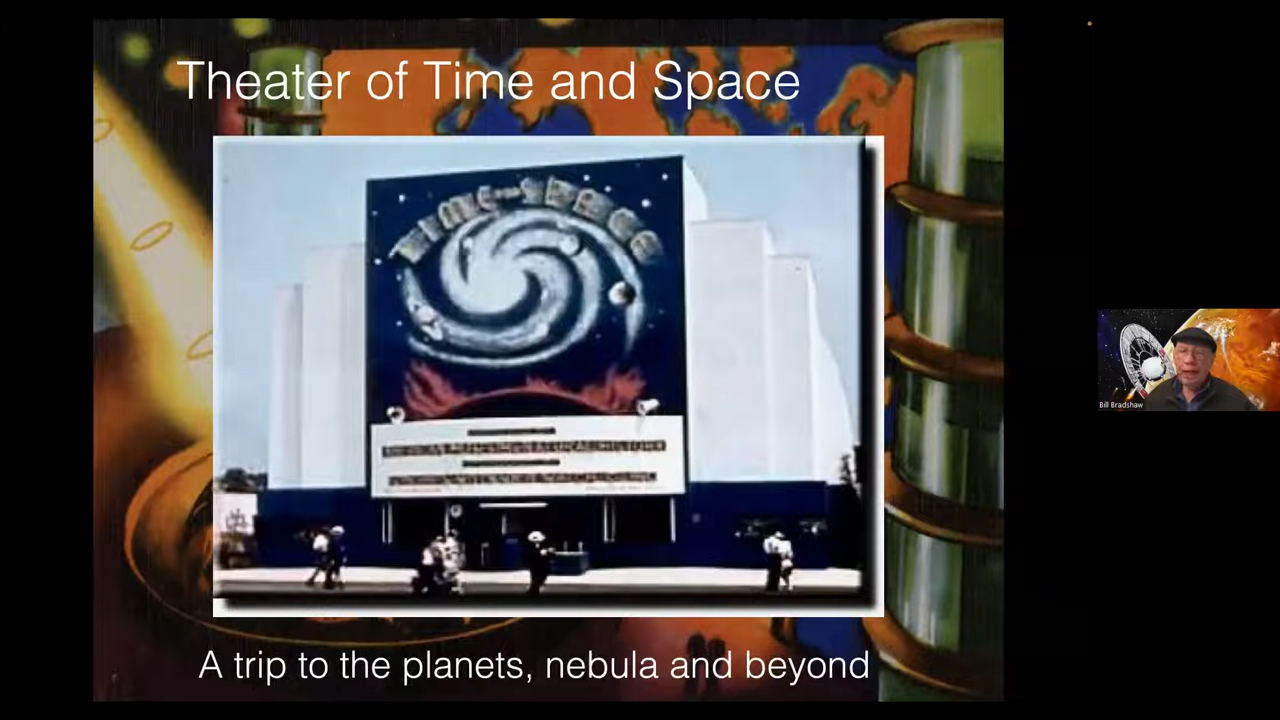 Theater of Time and Space
TIME AND SPACE
A trip to the planets, nebula and beyond
Bill Bradshaw